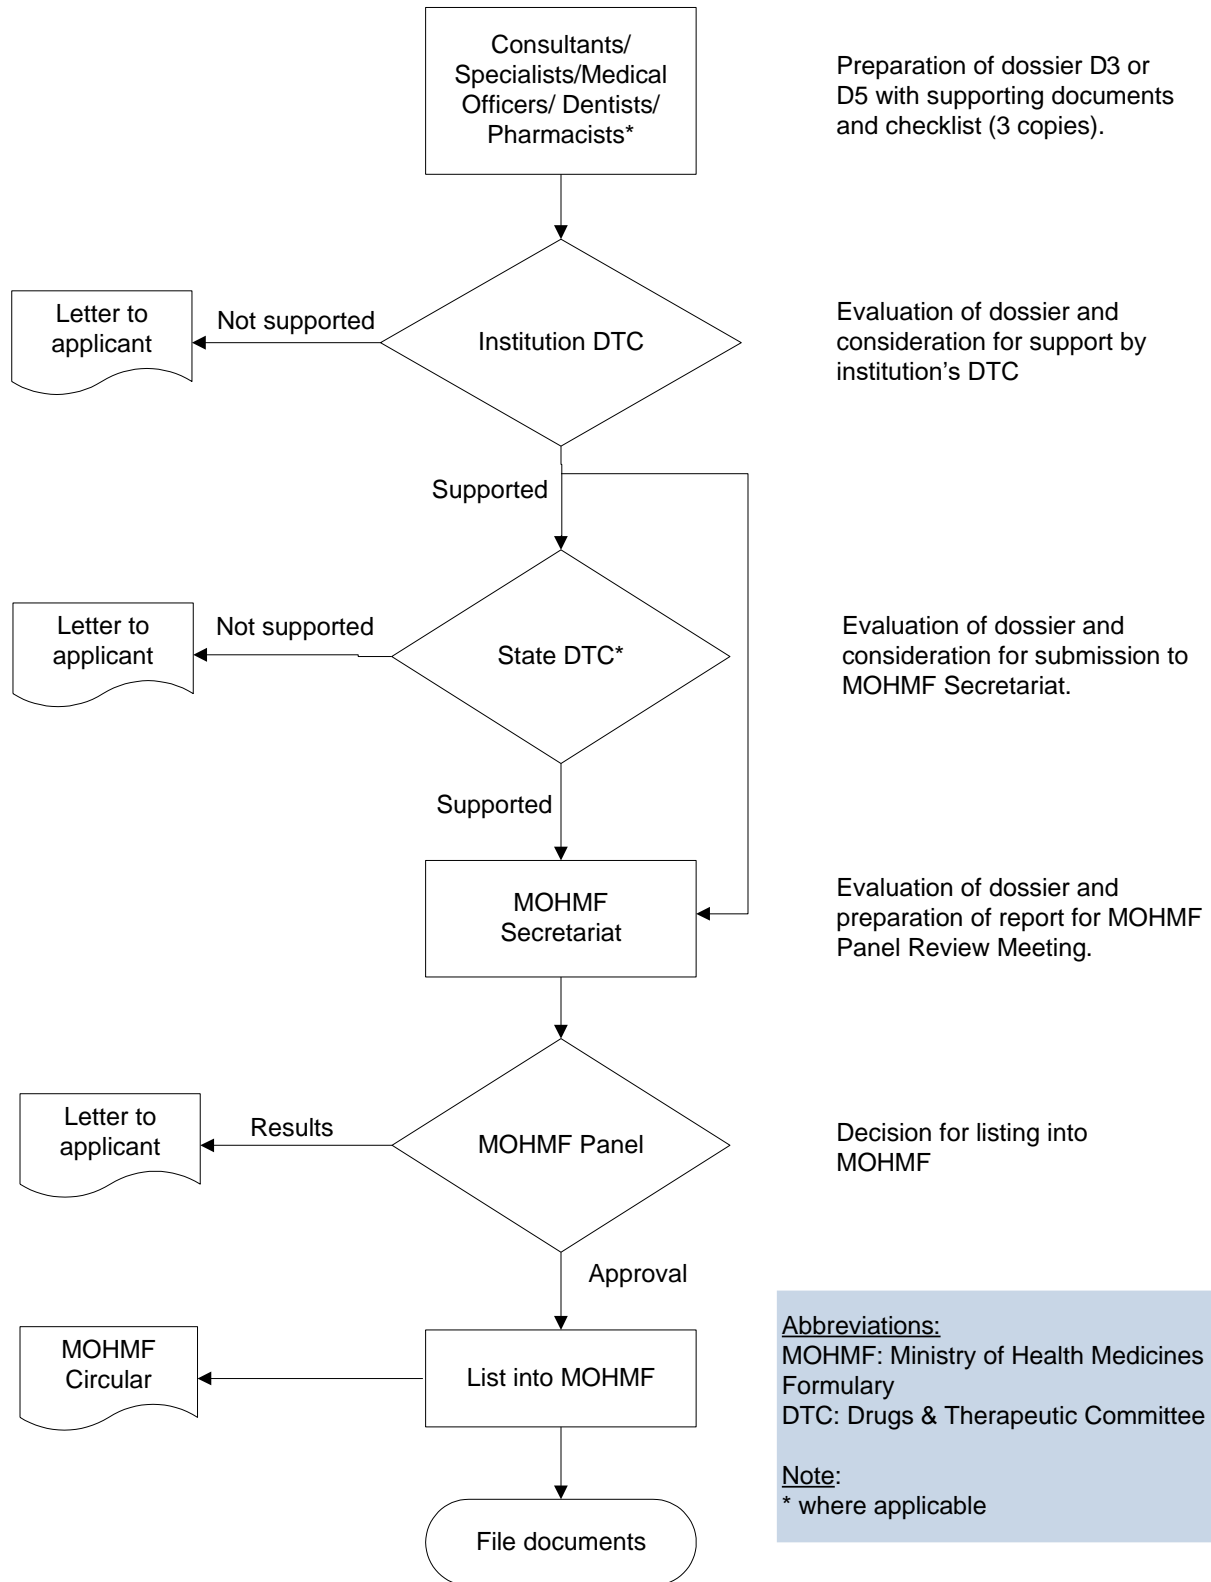 Consultants/
Specialists/Medical
Officers/ Dentists/
Pharmacists*
Preparation of dossier D3 or
D5 with supporting documents
and checklist (3 copies).
Letter to
applicant
Not supported
Institution DTC
Evaluation of dossier and
consideration for support by
institution’s DTC
Supported
Letter to
applicant
Not supported
State DTC*
Evaluation of dossier and
consideration for submission to
MOHMF Secretariat.
Supported
MOHMF
Secretariat
Evaluation of dossier and
preparation of report for MOHMF
Panel Review Meeting.
Letter to
applicant
Results
MOHMF Panel
Decision for listing into
MOHMF
Approval
MOHMF
Circular
List into MOHMF
Abbreviations:
MOHMF: Ministry of Health Medicines
Formulary
DTC: Drugs & Therapeutic Committee
Note:
* where applicable
File documents